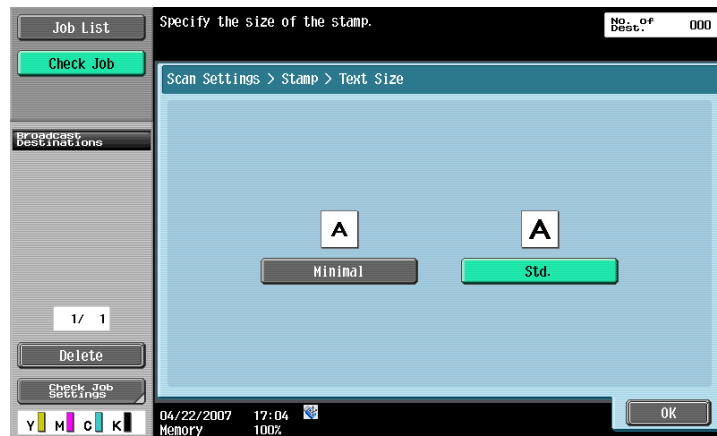 Job List
Check Job
Broadcast
Destinations
1/ 1
Delete
Check Job
Settings
Y M C K
Specify the size of the stamp.
No. of
Dest.
000
Scan Settings > Stamp > Text Size
A
A
Minimal
Std.
OK
04/22/2007 17:04
Memory 100%